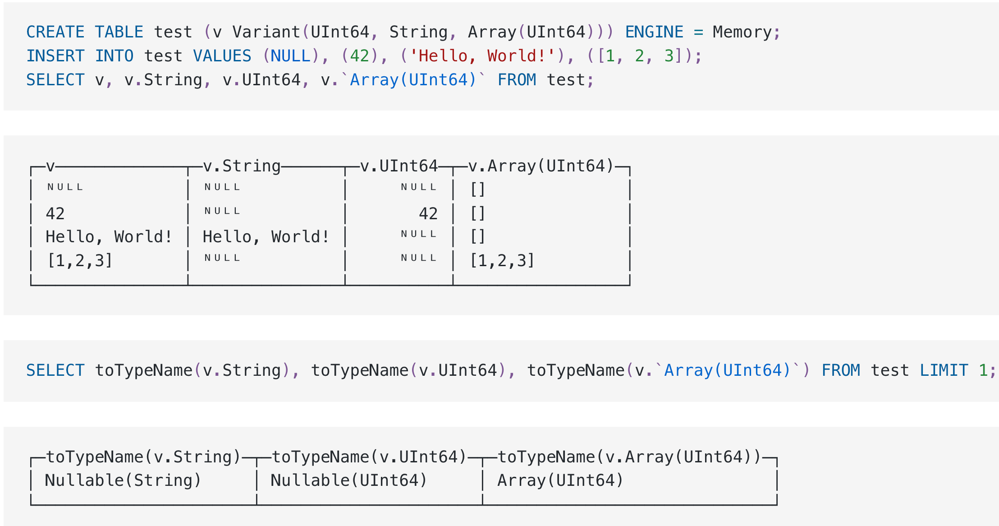 CREATE TABLE test (v Variant(UInt64, String, Array(UInt64))) ENGINE = Memory;
INSERT INTO test VALUES (NULL), (42), ('Hello, World!'), ([1, 2, 3]);
SELECT v, v.String, v.UInt64, v.`Array(UInt64)` FROM test;
┌─v─────────────┬─v.String──────┬─v.UInt64─┬─v.Array(UInt64)─┐
│ ᴺᵁᴸᴸ          │ ᴺᵁᴸᴸ          │     ᴺᵁᴸᴸ │ []              │
│ 42            │ ᴺᵁᴸᴸ          │       42 │ []              │
│ Hello, World! │ Hello, World! │     ᴺᵁᴸᴸ │ []              │
│ [1,2,3]       │ ᴺᵁᴸᴸ          │     ᴺᵁᴸᴸ │ [1,2,3]         │
└───────────────┴───────────────┴──────────┴─────────────────┘
SELECT toTypeName(v.String), toTypeName(v.UInt64), toTypeName(v.`Array(UInt64)`) FROM test LIMIT 1;
┌─toTypeName(v.String)─┬─toTypeName(v.UInt64)─┬─toTypeName(v.Array(UInt64))─┐
│ Nullable(String)     │ Nullable(UInt64)     │ Array(UInt64)               │
└──────────────────────┴──────────────────────┴─────────────────────────────┘